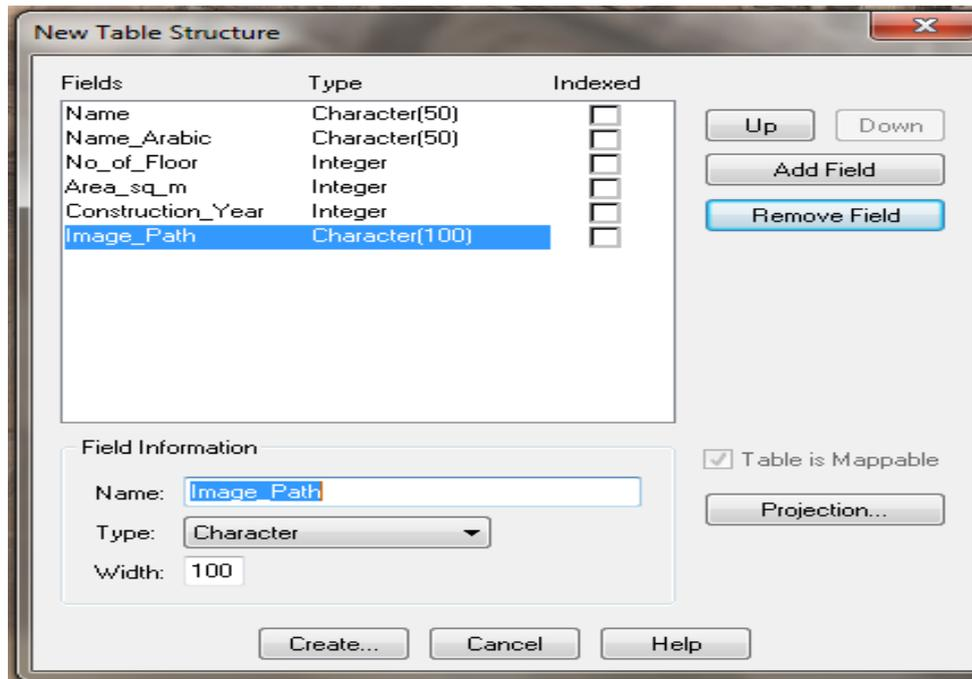 New Table Structure
Fields Type Indexed
Name Character(50)
Name_Arabic Character(50)
No_of_Floor Integer
Area_sq_m Integer
Construction_Year Integer
Image_Path Character(100)
Up Down
Add Field
Remove Field
Field Information
Name: Image_Path
Type: Character
Width: 100
Table is Mappable
Projection...
Create... Cancel Help